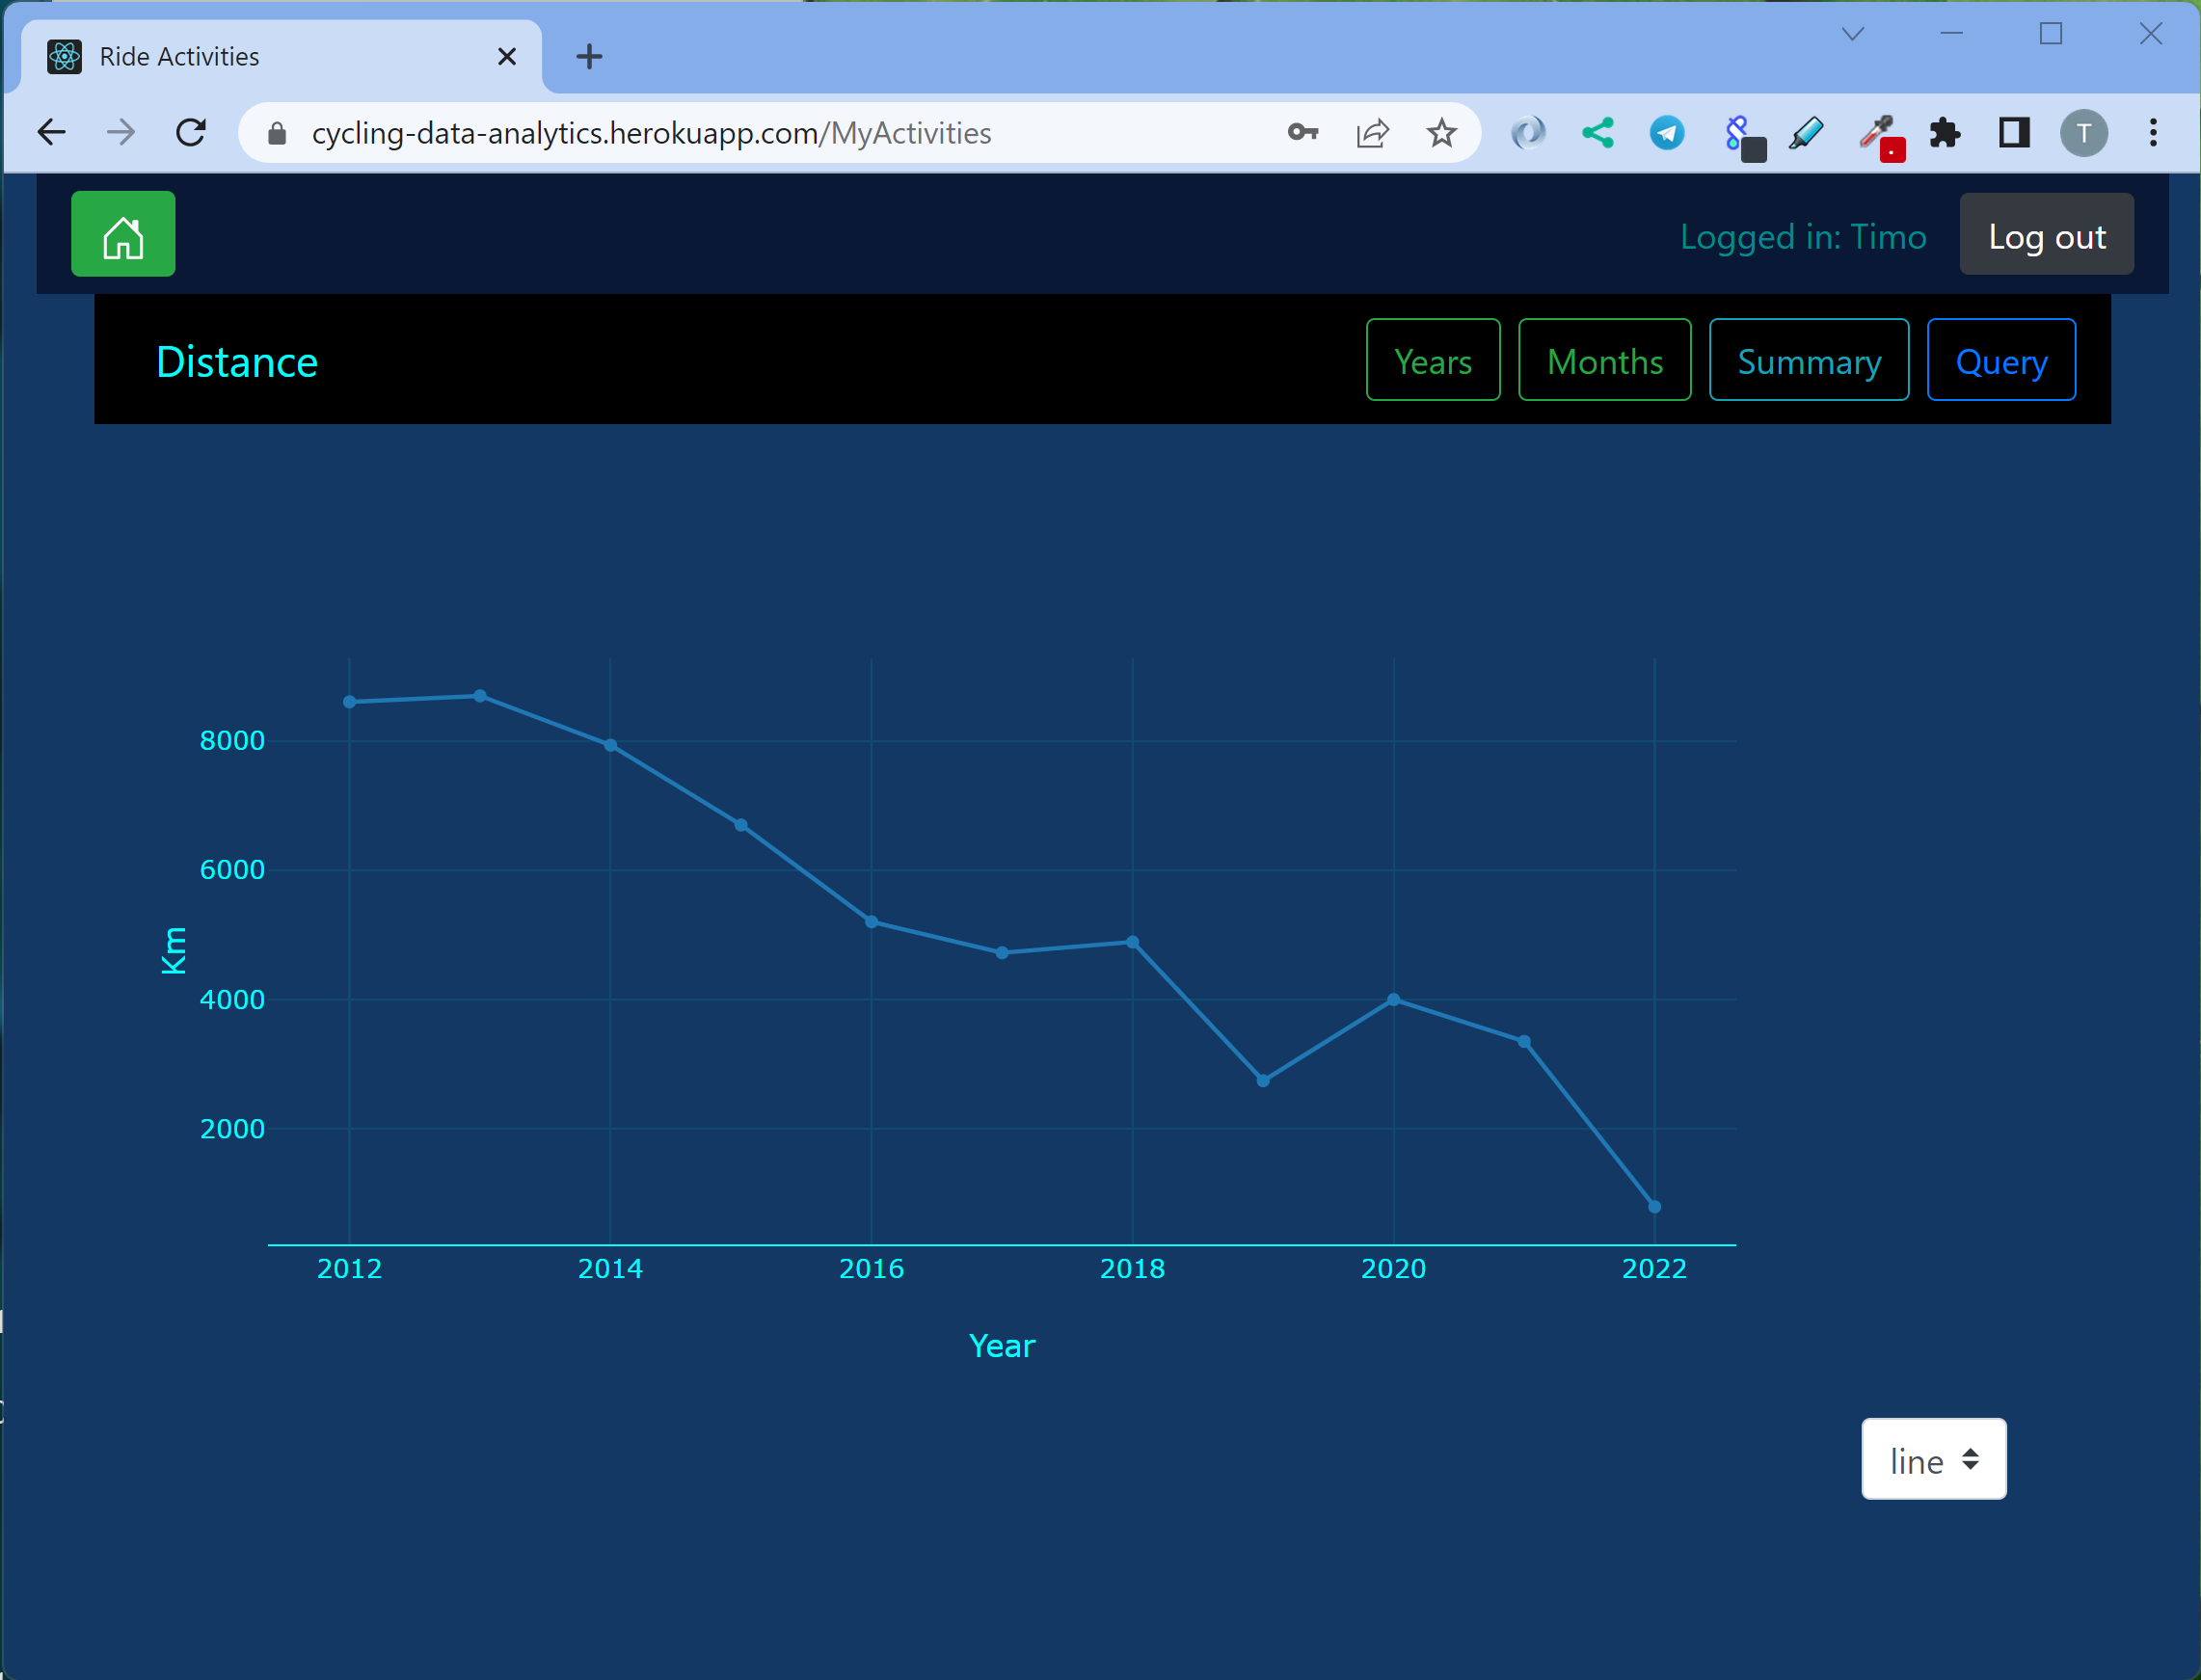 Ride Activities
cycling-data-analytics.herokuapp.com/MyActivities
T
Logged in: Timo
Log out
Distance
Years
Months
Summary
Query
8000
6000
4000
2000
Km
2012
2014
2016
2018
2020
2022
Year
line